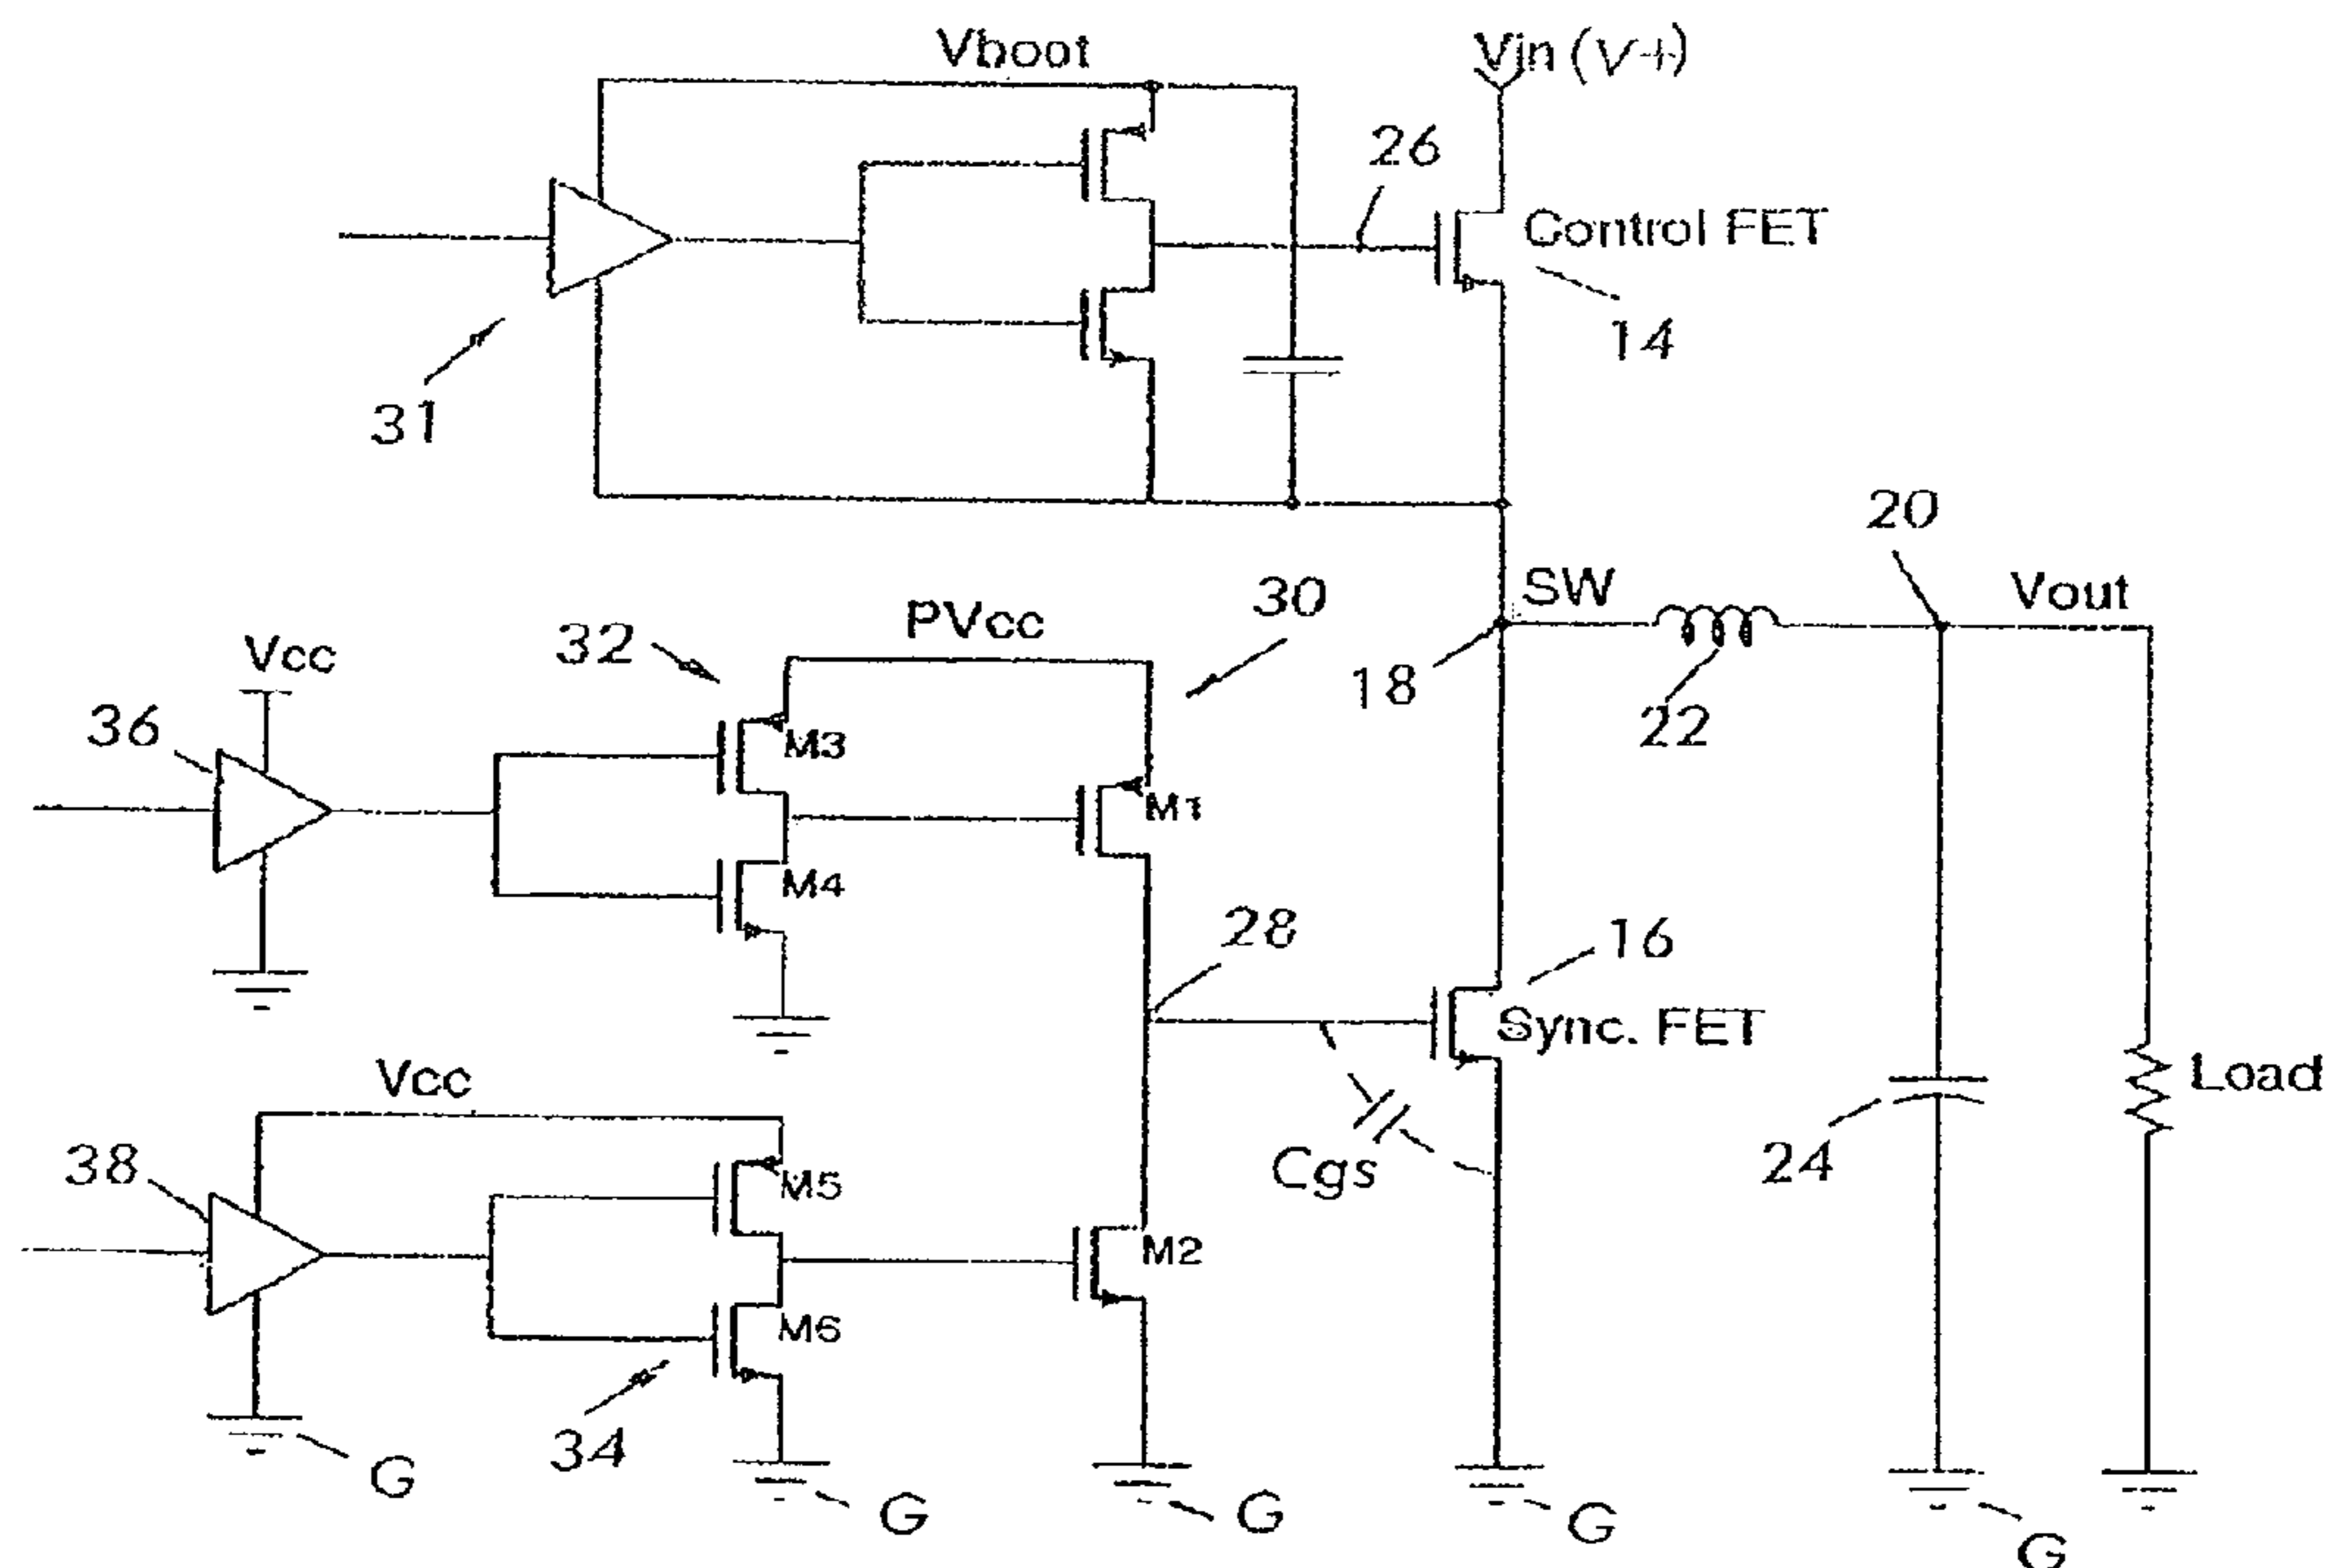 Vboot
Vin (V+)
26
Control FET
14
31
20
SW
Vout
30
PVcc
32
Vcc
18
22
36
M3
M1
M4
28
16
Sync. FET
Vcc
Load
Cgs
24
38
M5
M2
M6
34
G
G
G
G
G